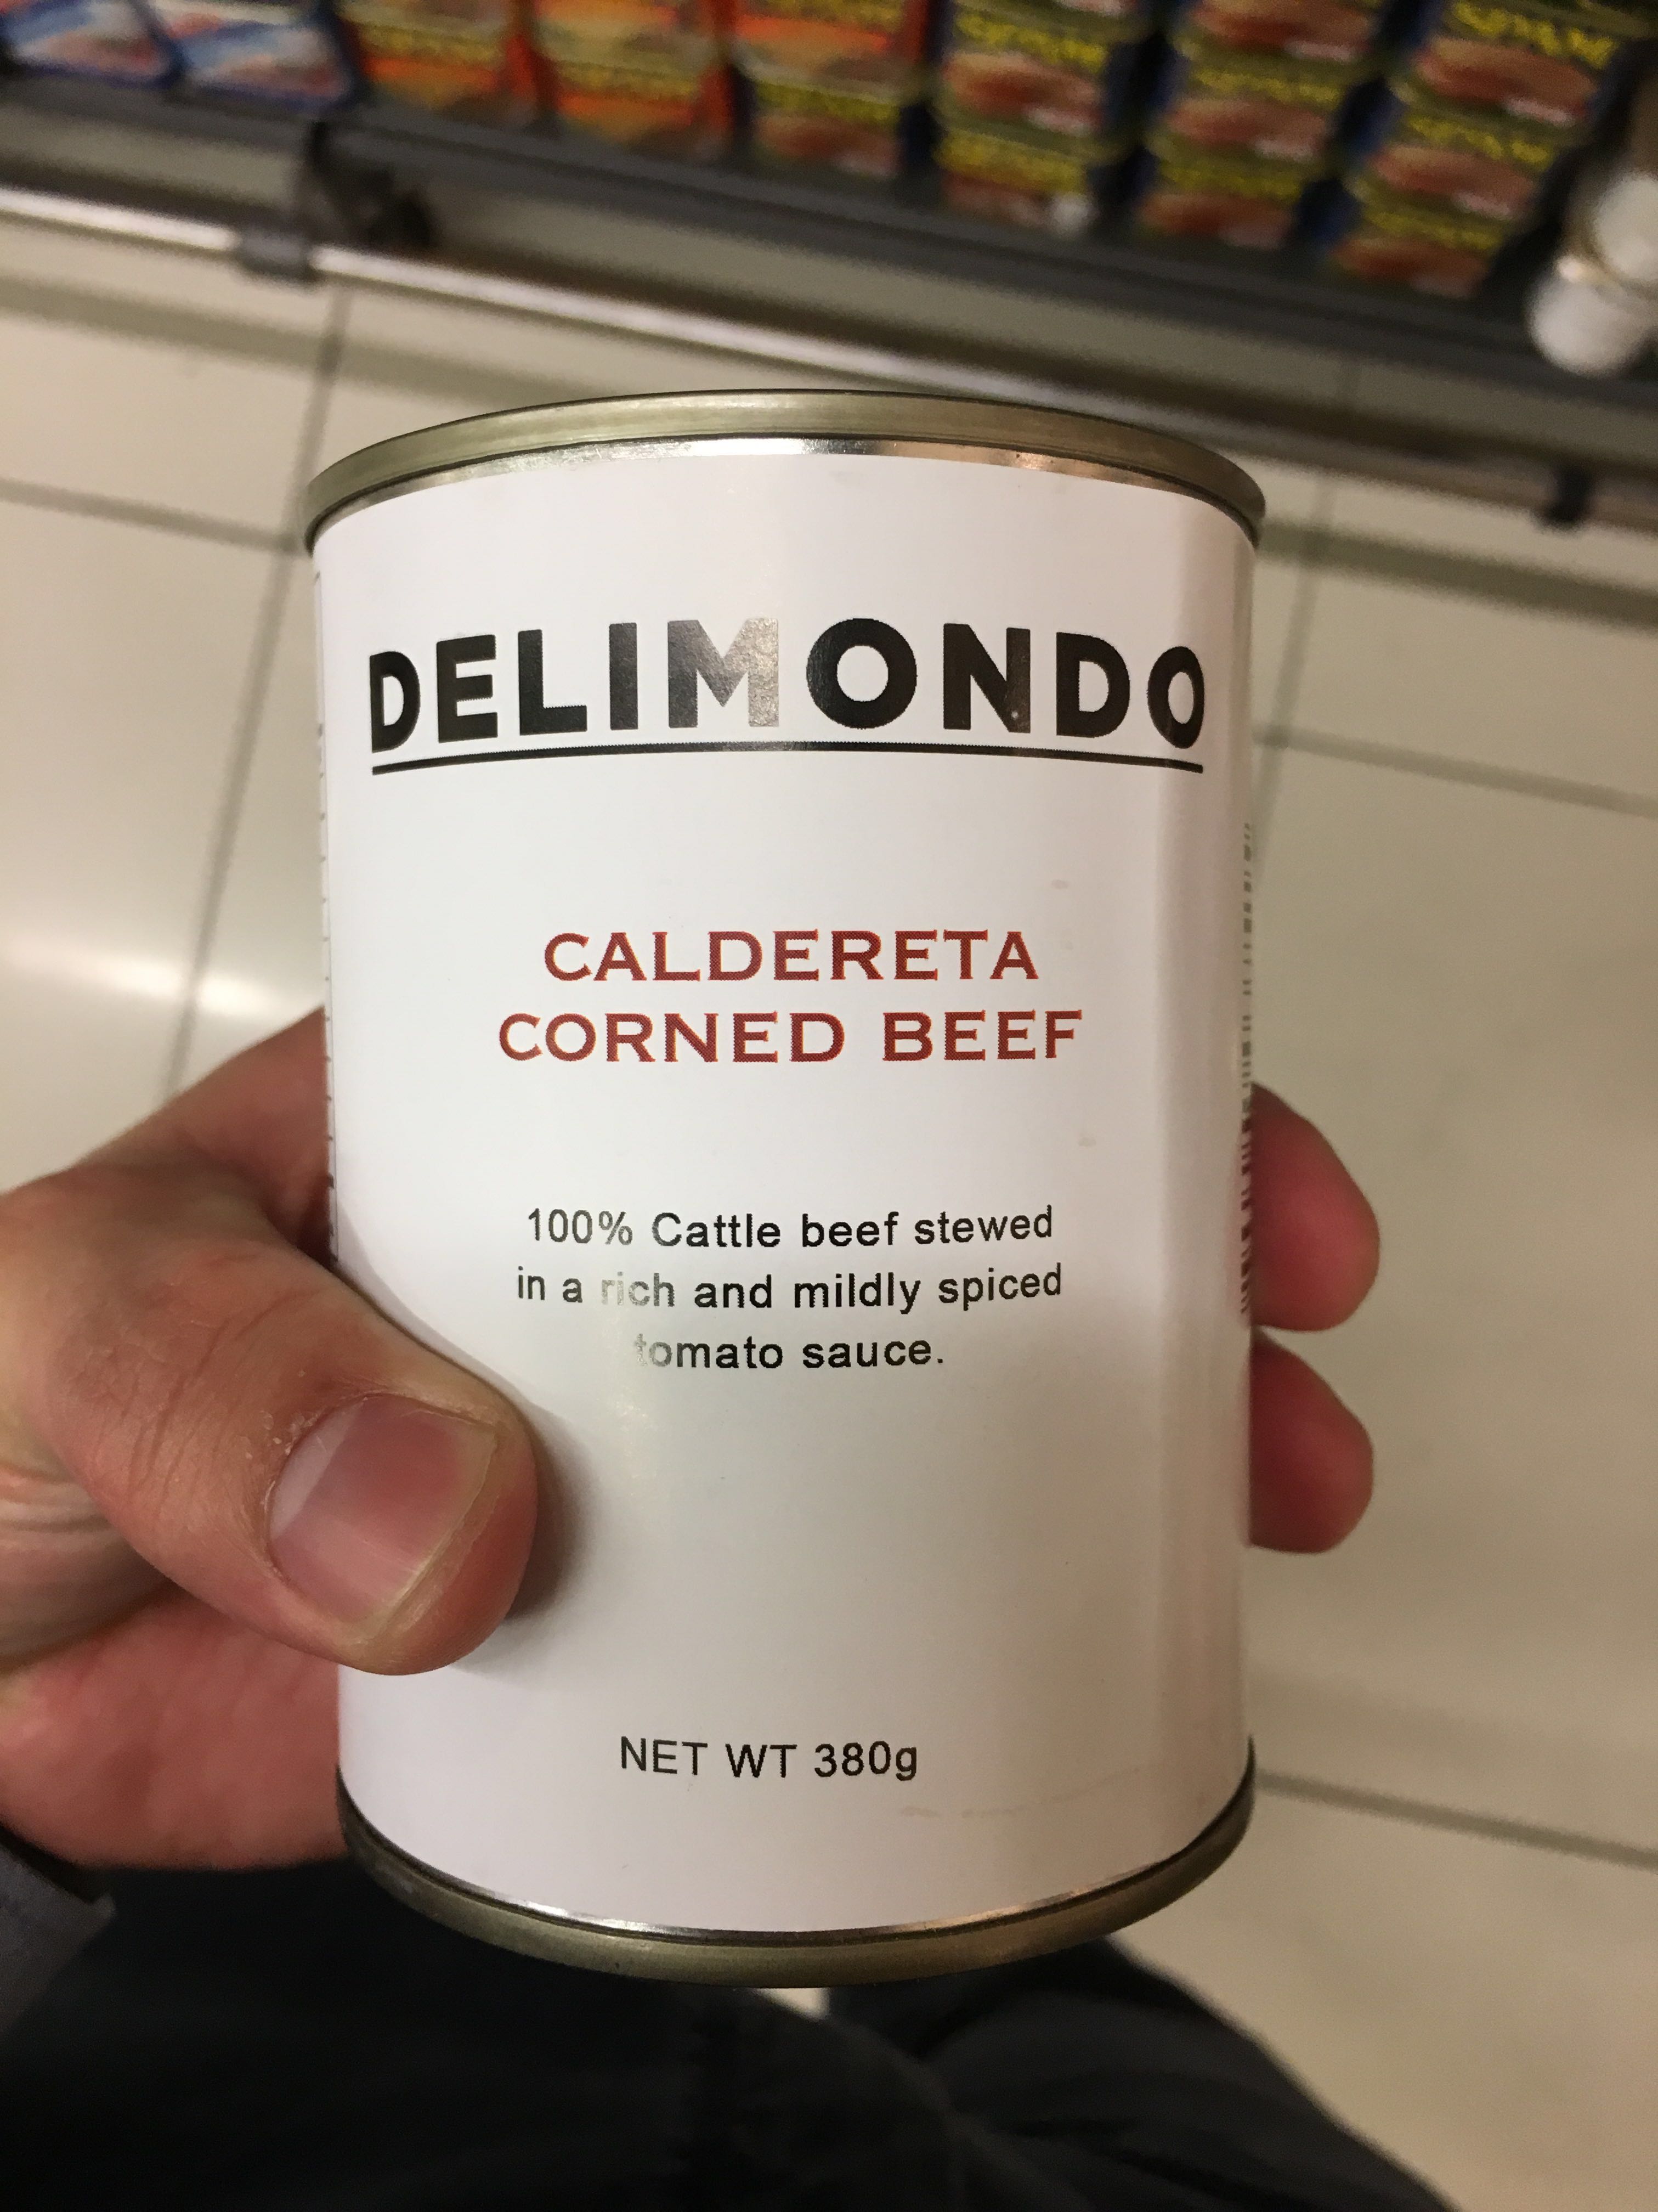 DELIMONDO
CALDERETA
CORNED BEEF
100% Cattle beef stewed
in a rich and mildly spiced
tomato sauce.
NET WT 380g